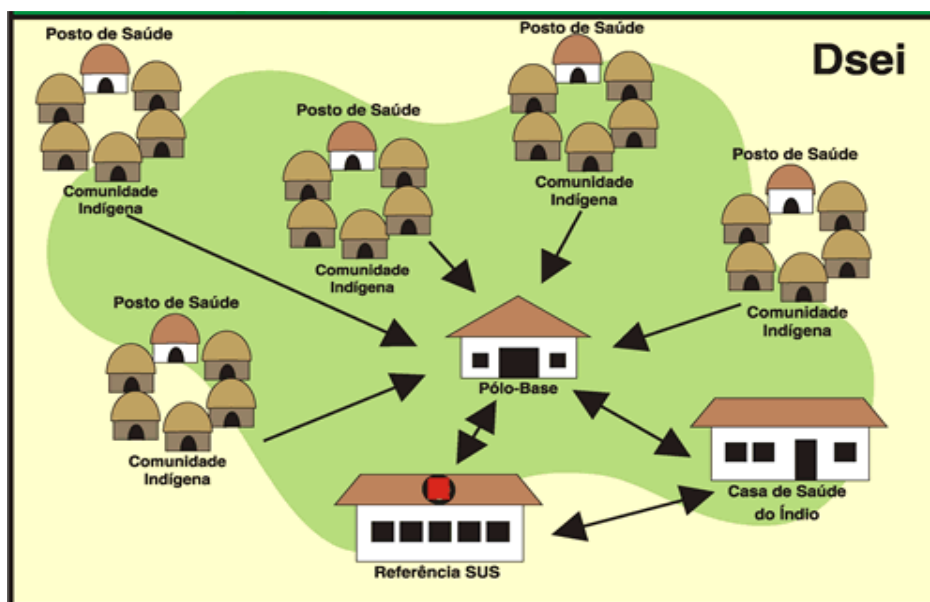 Dsei
Posto de Saúde
Comunidade
Indígena
Posto de Saúde
Comunidade
Indígena
Posto de Saúde
Comunidade
Indígena
Posto de Saúde
Comunidade
Indígena
Posto de Saúde
Comunidade
Indígena
Pólo-Base
Casa de Saúde
do Índio
Referência SUS